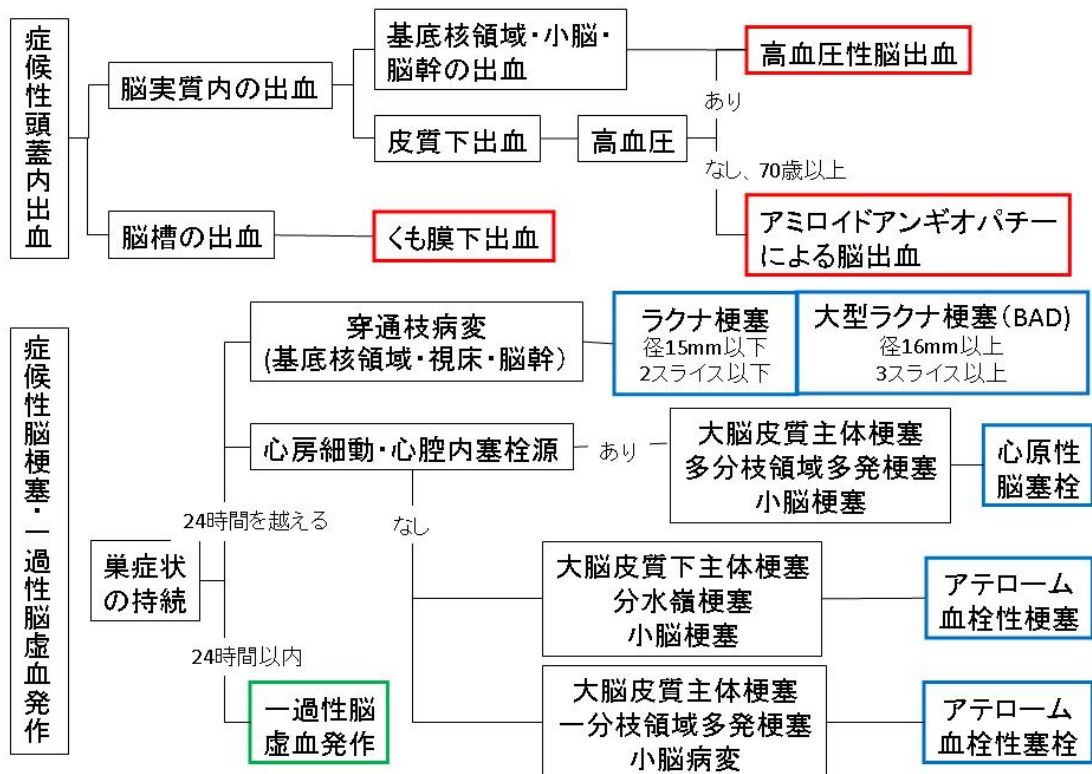 症候性頭蓋内出血
脳実質内の出血
基底核領域・小脳・
脳幹の出血
高血圧性脳出血
あり
皮質下出血
高血圧
なし、70歳以上
脳槽の出血
くも膜下出血
アミロイドアンギオパチー
による脳出血
症候性脳梗塞・一過性脳虚血発作
穿通枝病変
(基底核領域・視床・脳幹)
ラクナ梗塞
径15mm以下
2スライス以下
大型ラクナ梗塞(BAD)
径16mm以上
3スライス以上
心房細動・心腔内塞栓源
あり
大脳皮質主体梗塞
多分枝領域多発梗塞
小脳梗塞
心原性
脳塞栓
24時間を越える
なし
巣症状
の持続
大脳皮質下主体梗塞
分水嶺梗塞
小脳梗塞
アテローム
血栓性梗塞
24時間以内
一過性脳
虚血発作
大脳皮質主体梗塞
一分枝領域多発梗塞
小脳病変
アテローム
血栓性塞栓